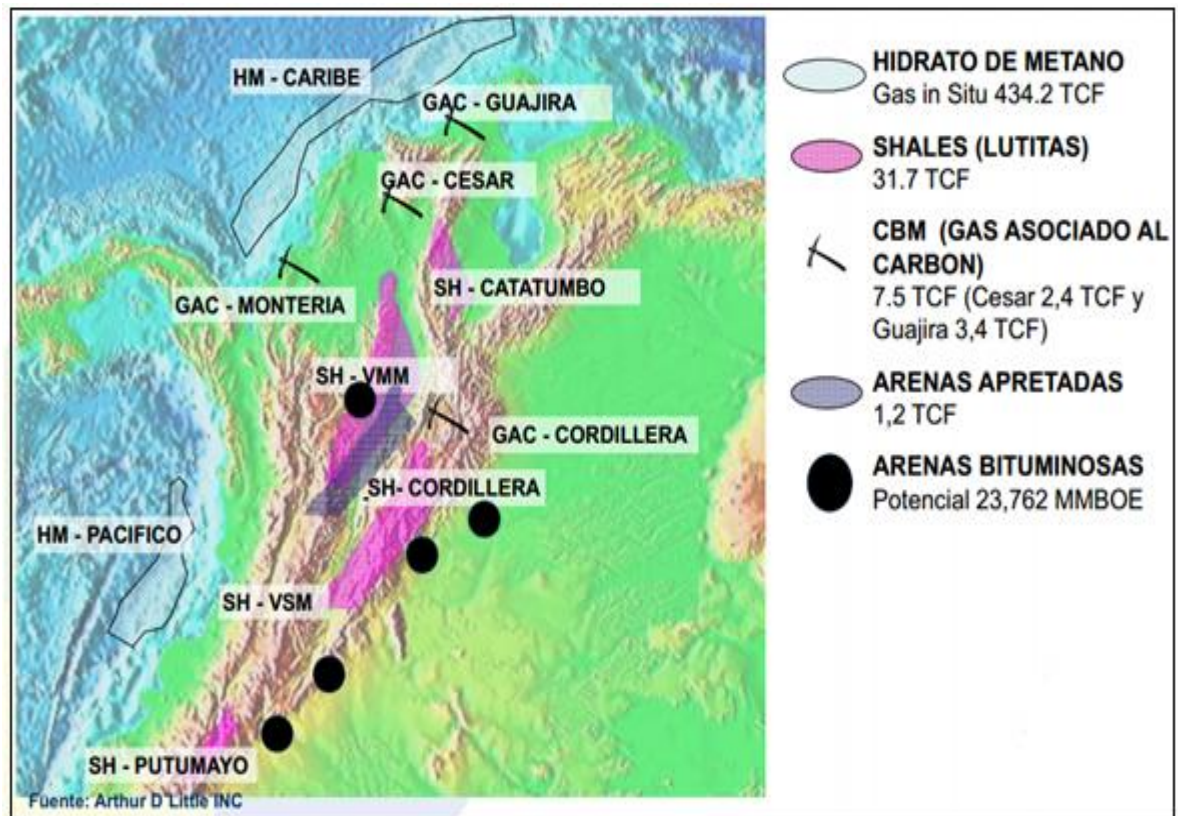 HM - CARIBE
GAC - GUAJIRA
GAC - CESAR
SH - CATATUMBO
GAC - MONTERIA
SH - VMM
GAC - CORDILLERA
SH- CORDILLERA
HM - PACIFICO
SH - VSM
SH - PUTUMAYO
Fuente: Arthur D Little INC
HIDRATO DE METANO
Gas in Situ 434.2 TCF
SHALES (LUTITAS)
31.7 TCF
CBM (GAS ASOCIADO AL
CARBON)
7.5 TCF (Cesar 2,4 TCF y
Guajira 3,4 TCF)
ARENAS APRETADAS
1,2 TCF
ARENAS BITUMINOSAS
Potencial 23,762 MMBOE